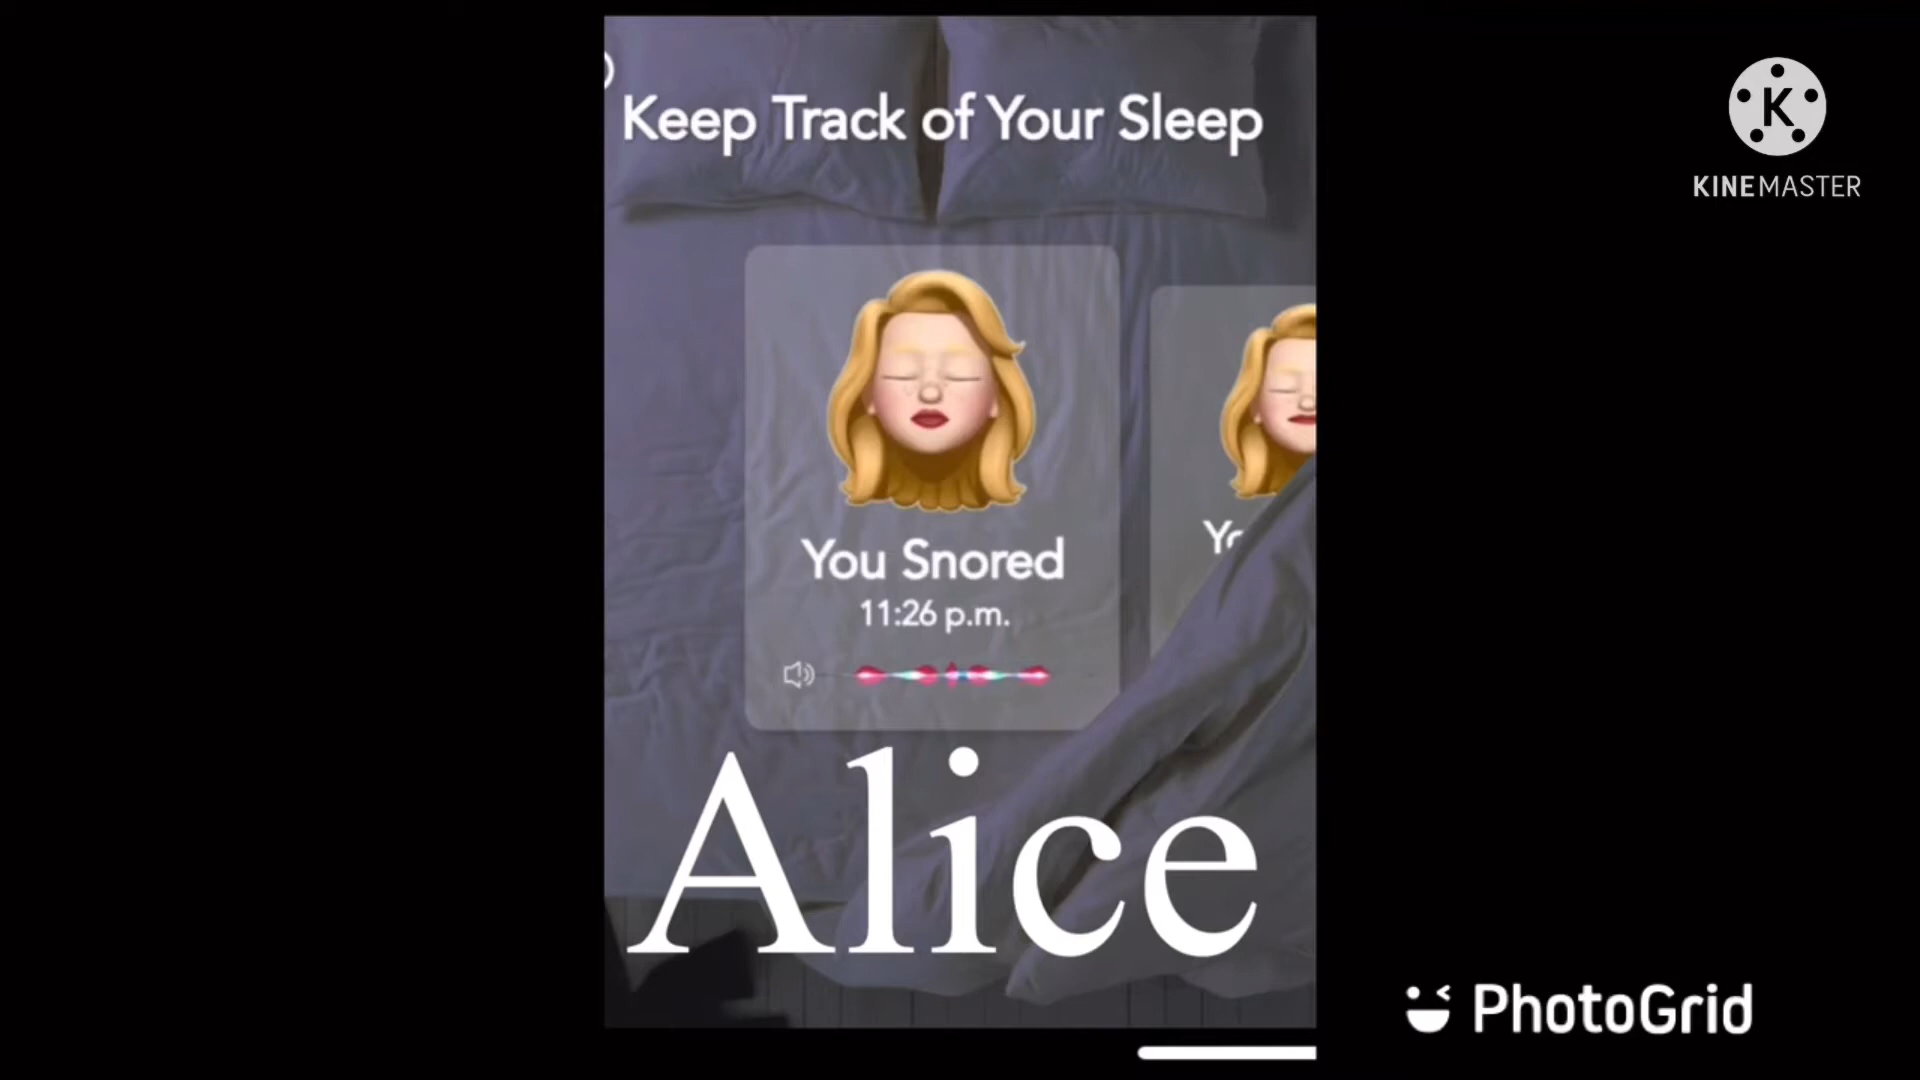 Keep Track of Your Sleep
You Snored
11:26 p.m.
Alice
K
KINEMASTER
PhotoGrid